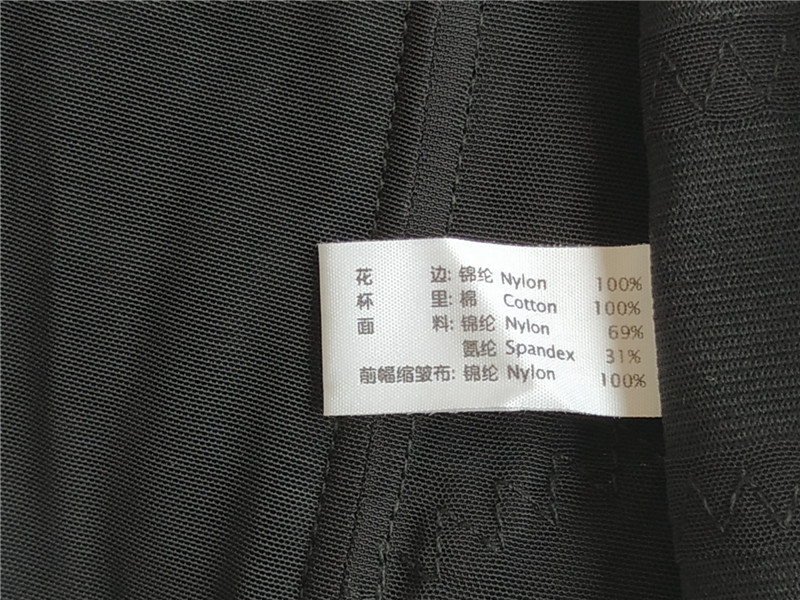 花 边: 锦纶 Nylon 100%
杯 里: 棉 Cotton 100%
面 料: 锦纶 Nylon 69%
氨纶 Spandex 31%
前幅缩皱布: 锦纶 Nylon 100%